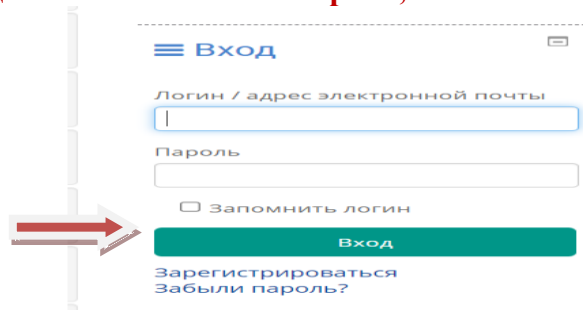 Вход
Логин / адрес электронной почты
Пароль
Запомнить логин
Вход
Зарегистрироваться
Забыли пароль?